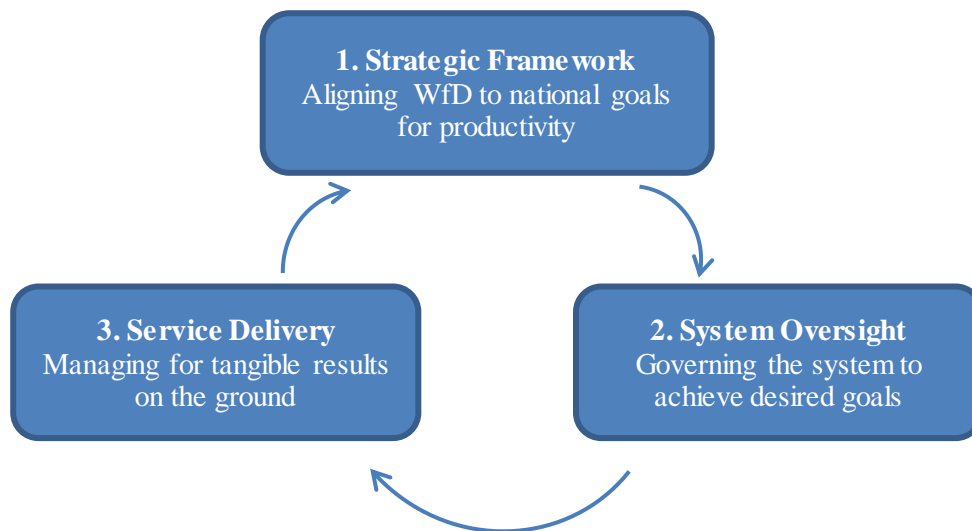 1. Strategic Framework
Aligning WfD to national goals
for productivity
2. System Oversight
Governing the system to
achieve desired goals
3. Service Delivery
Managing for tangible results
on the ground